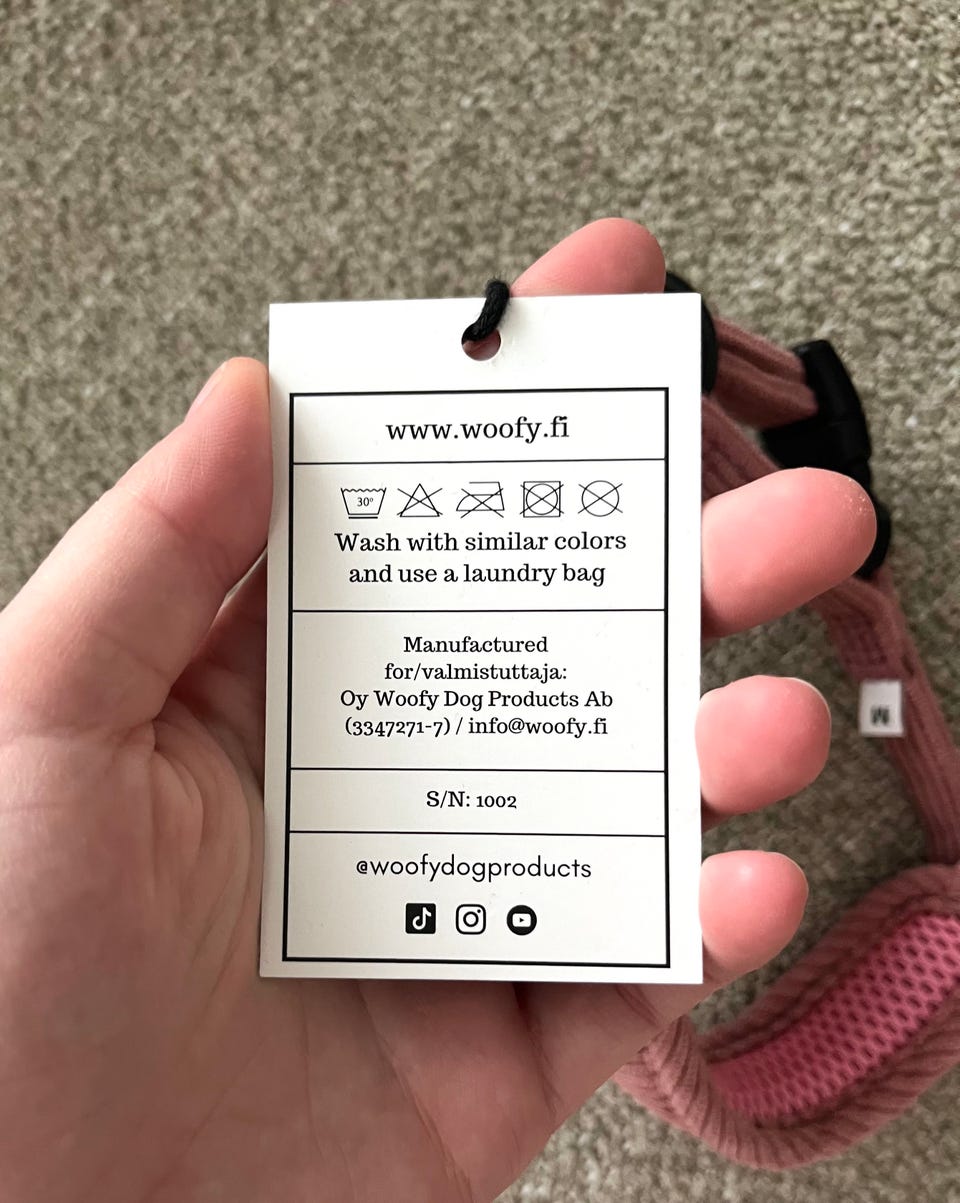 www.woofy.fi
30°
Wash with similar colors
and use a laundry bag
Manufactured
for/valmistuttaja:
Oy Woofy Dog Products Ab
(3347271-7) / info@woofy.fi
S/N: 1002
@woofydogproducts
M